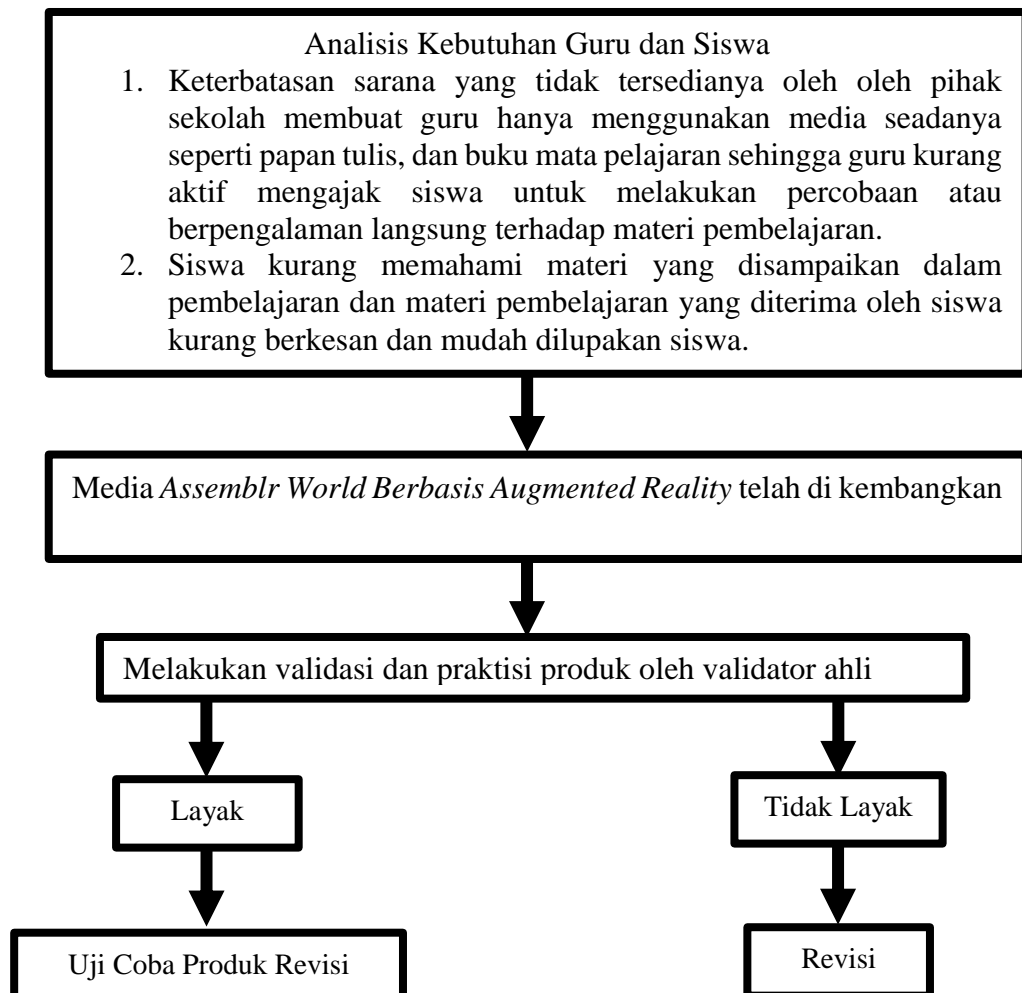 Analisis Kebutuhan Guru dan Siswa
1. Keterbatasan sarana yang tidak tersedianya oleh oleh pihak
sekolah membuat guru hanya menggunakan media seadanya
seperti papan tulis, dan buku mata pelajaran sehingga guru kurang
aktif mengajak siswa untuk melakukan percobaan atau
berpengalaman langsung terhadap materi pembelajaran.
2. Siswa kurang memahami materi yang disampaikan dalam
pembelajaran dan materi pembelajaran yang diterima oleh siswa
kurang berkesan dan mudah dilupakan siswa.
Media Assemblr World Berbasis Augmented Reality telah di kembangkan
Melakukan validasi dan praktisi produk oleh validator ahli
Layak
Tidak Layak
Uji Coba Produk Revisi
Revisi